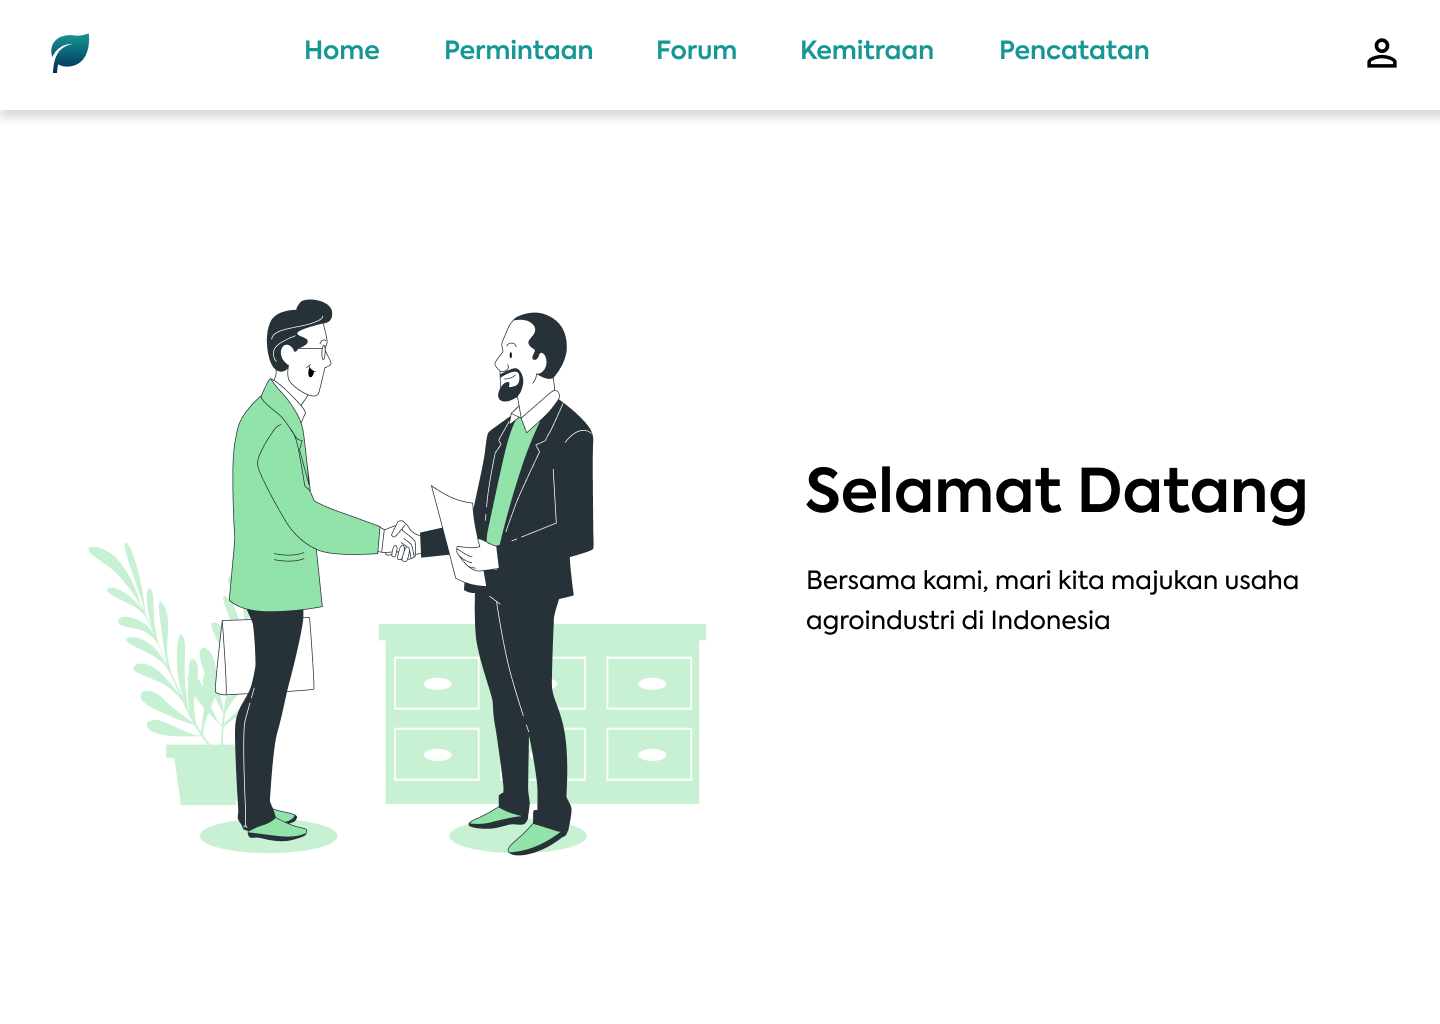 Home Permintaan Forum Kemitraan Pencatatan
Selamat Datang
Bersama kami, mari kita majukan usaha
agroindustri di Indonesia